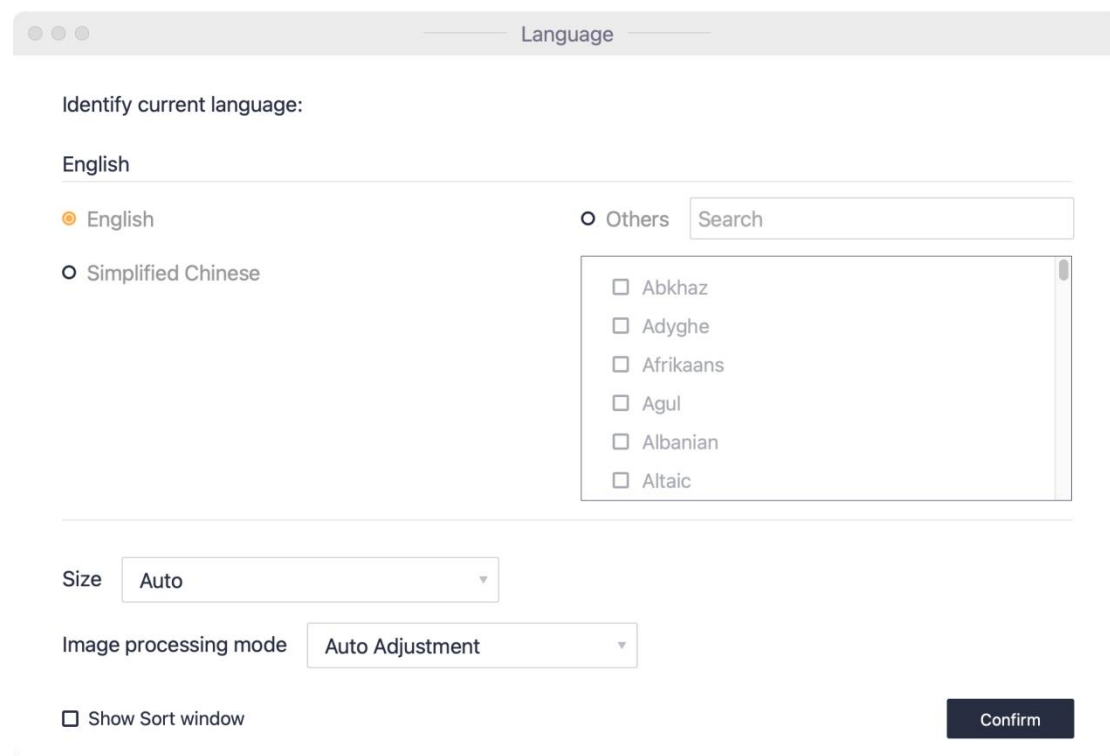 Language
Identify current language:
English
English
Others Search
Simplified Chinese
Abkhaz
Adyghe
Afrikaans
Agul
Albanian
Altaic
Size Auto
Image processing mode Auto Adjustment
Show Sort window Confirm